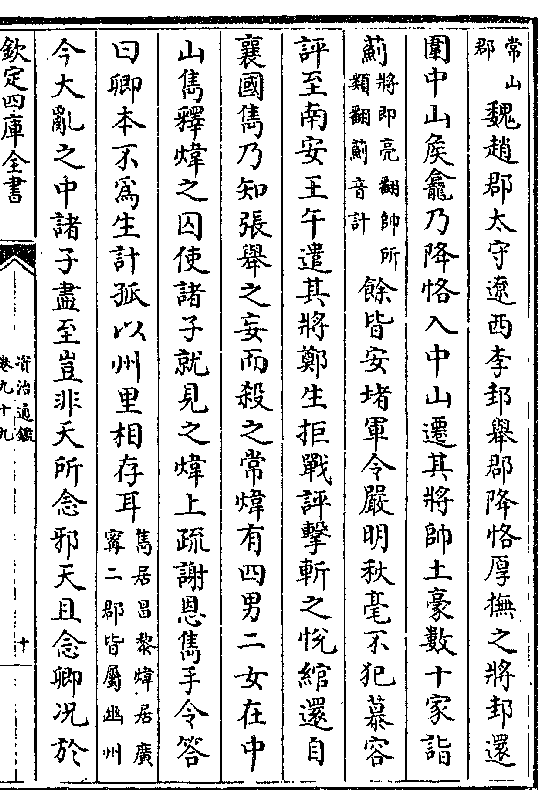 常山
郡
魏趙郡太守遼西李邽舉郡降恪厚撫之將邽還
圍中山矦龕乃降恪入中山遷其將帥土豪數十家詣
薊
將即亮翻帥所
類翻薊音計
餘皆安堵軍令嚴明秋毫不犯慕容
評至南安王午遣其將鄭生拒戰評擊斬之悅綰還自
襄國雋乃知張舉之妄而殺之常煒有四男二女在中
山雋釋煒之囚使諸子就見之煒上疏謝恩雋手令答
曰卿本不爲生計孤以州里相存耳
雋居昌黎煒居廣
寗二郡皆屬幽州
今大亂之中諸子盡至豈非天所念邪天且念卿况於
欽定四庫全書
資治通鑑
卷九十九
十